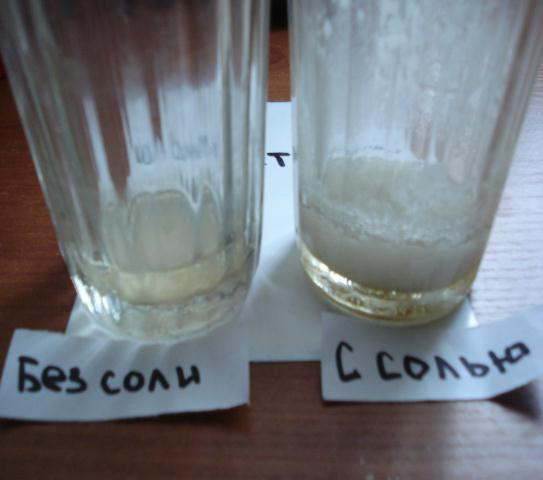 т
Без соли
С солью